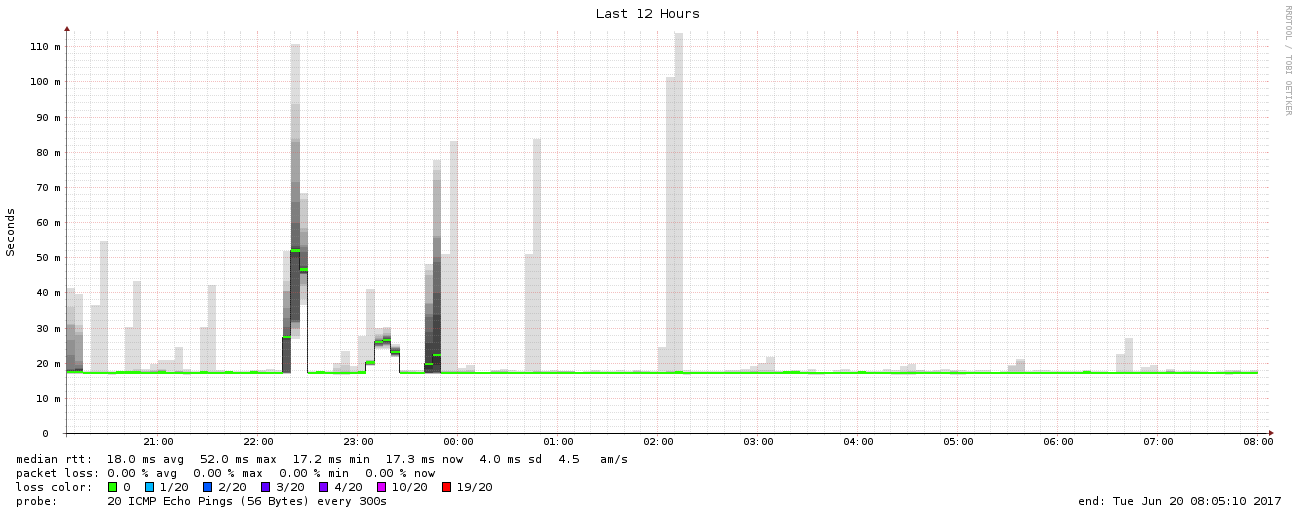 Last 12 Hours
RRDTOOL / TOBI OETIKER
Seconds
110 m
100 m
90 m
80 m
70 m
60 m
50 m
40 m
30 m
20 m
10 m
0
21:00 22:00 23:00 00:00 01:00 02:00 03:00 04:00 05:00 06:00 07:00 08:00
median rtt: 18.0 ms avg 52.0 ms max 17.2 ms min 17.3 ms now 4.0 ms sd 4.5 am/s
packet loss: 0.00 % avg 0.00 % max 0.00 % min 0.00 % now
loss color: 0 1/20 2/20 3/20 4/20 10/20 19/20
probe: 20 ICMP Echo Pings (56 Bytes) every 300s end: Tue Jun 20 08:05:10 2017